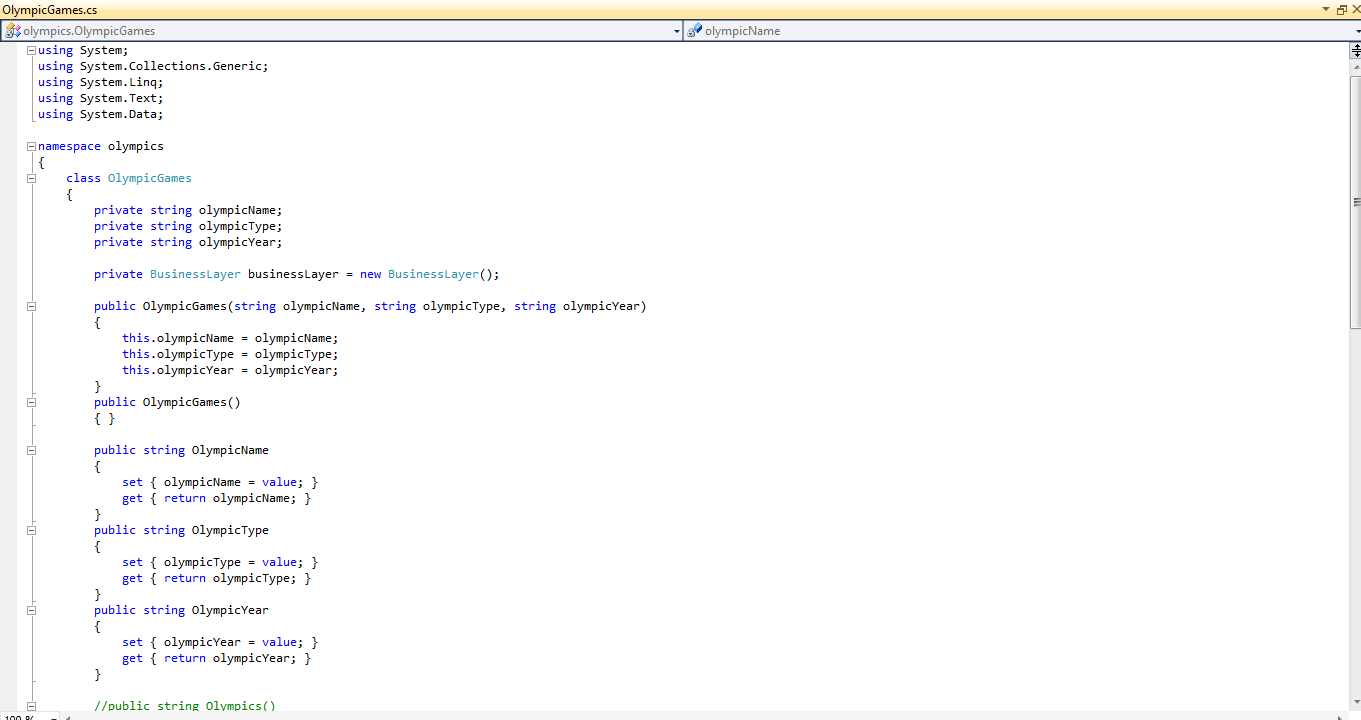 OlympicGames.cs
olympics.OlympicGames olympicName
using System;
using System.Collections.Generic;
using System.Linq;
using System.Text;
using System.Data;
namespace olympics
{
class OlympicGames
{
private string olympicName;
private string olympicType;
private string olympicYear;
private BusinessLayer businessLayer = new BusinessLayer();
public OlympicGames(string olympicName, string olympicType, string olympicYear)
{
this.olympicName = olympicName;
this.olympicType = olympicType;
this.olympicYear = olympicYear;
}
public OlympicGames()
{ }
public string OlympicName
{
set { olympicName = value; }
get { return olympicName; }
}
public string OlympicType
{
set { olympicType = value; }
get { return olympicType; }
}
public string OlympicYear
{
set { olympicYear = value; }
get { return olympicYear; }
}
//public string Olympics()
100 %